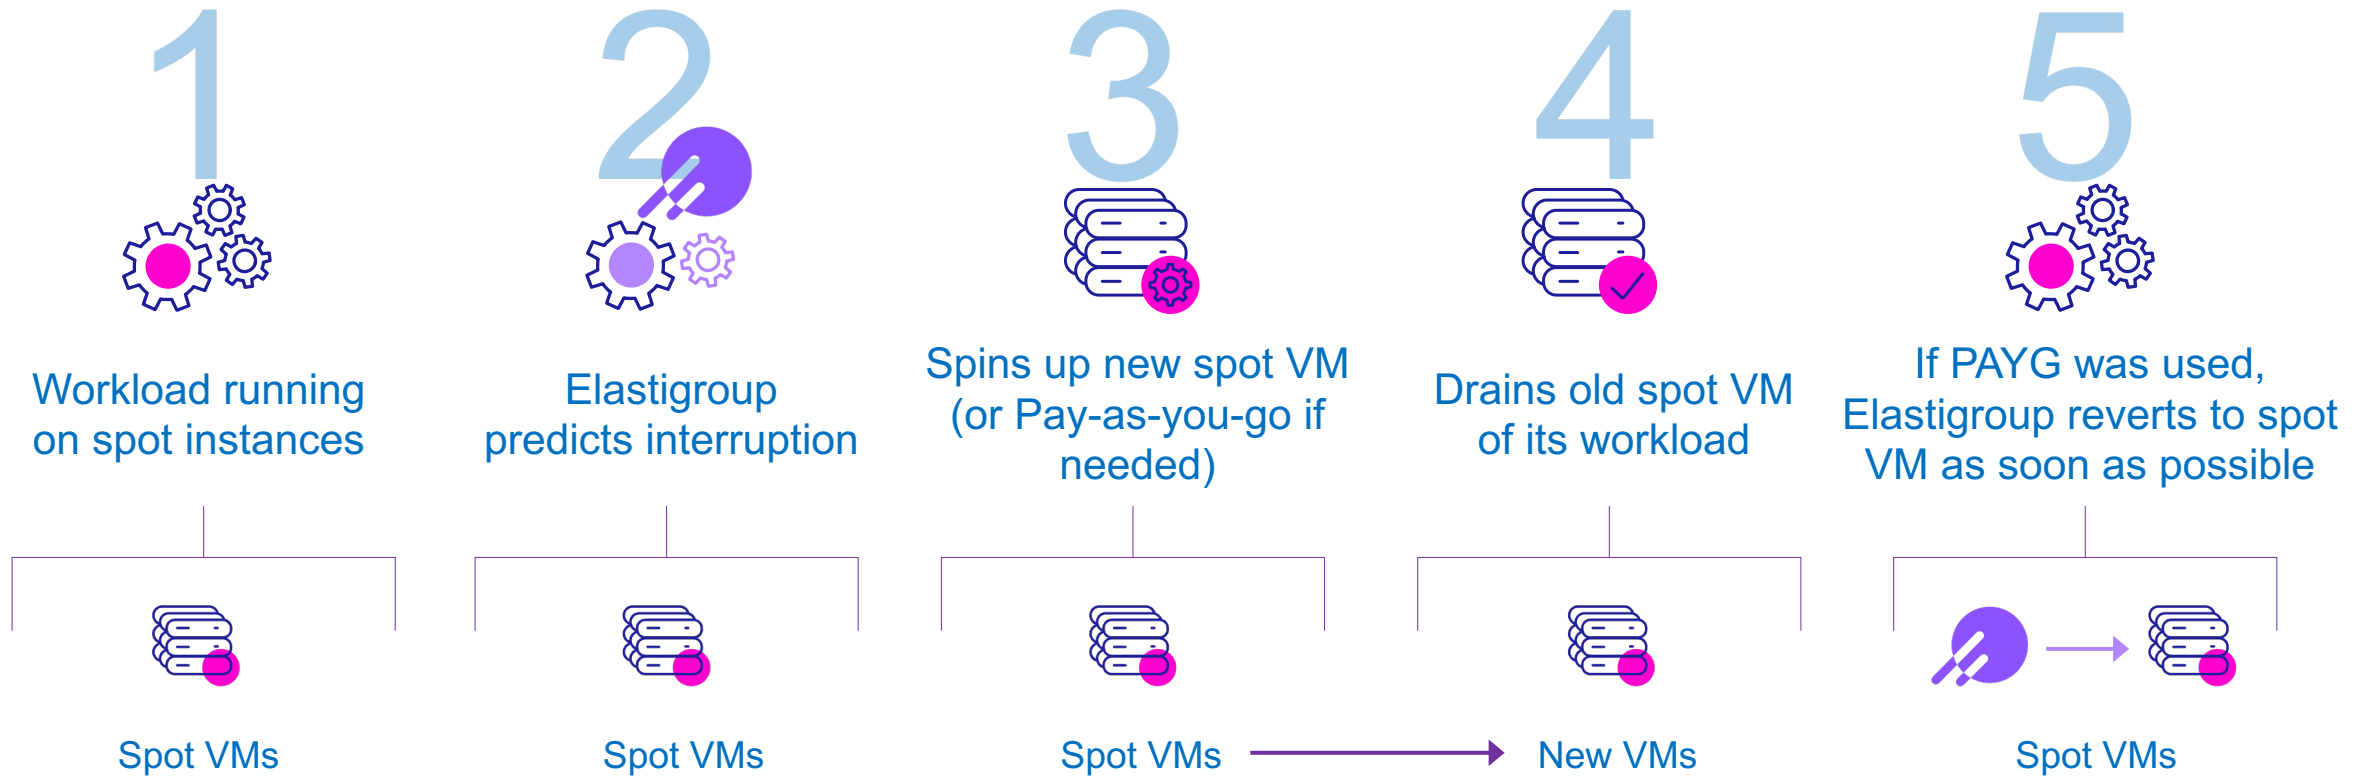 1
2
3
4
5
Workload running
on spot instances
Elastigroup
predicts interruption
Spins up new spot VM
(or Pay-as-you-go if
needed)
Drains old spot VM
of its workload
If PAYG was used,
Elastigroup reverts to spot
VM as soon as possible
Spot VMs
Spot VMs
Spot VMs
New VMs
Spot VMs